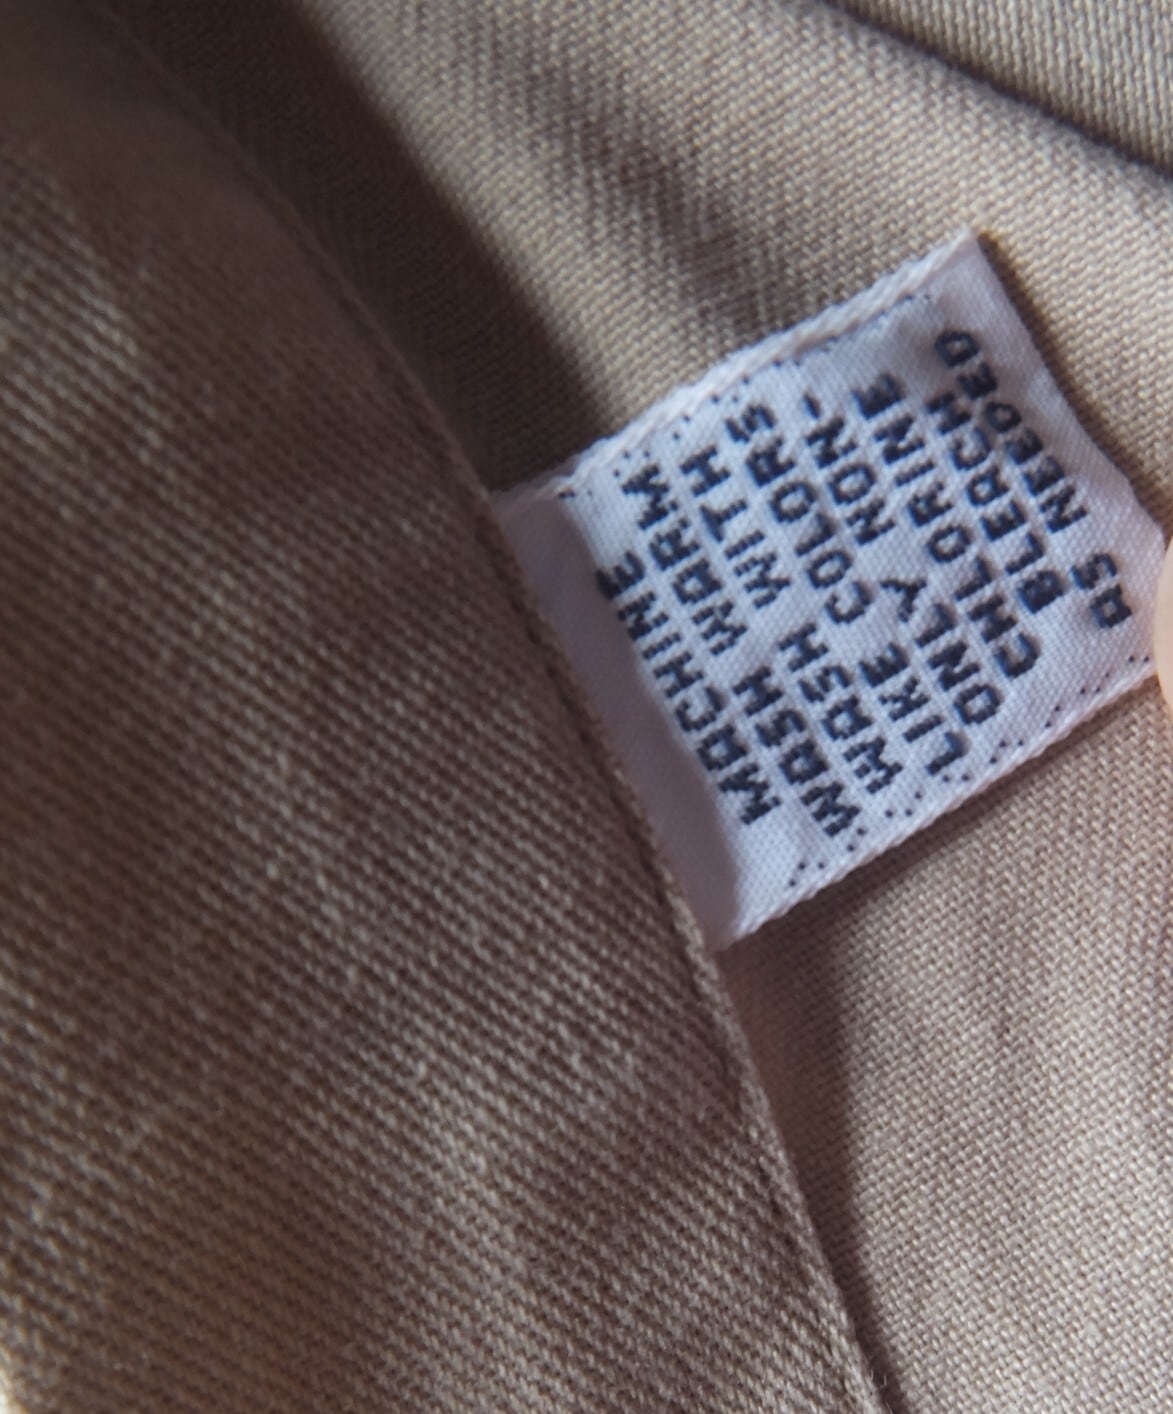 MACHINE
WASH WARM
WASH WITH
LIKE COLORS
ONLY NON-
CHLORINE
BLEACH
AS NEEDED